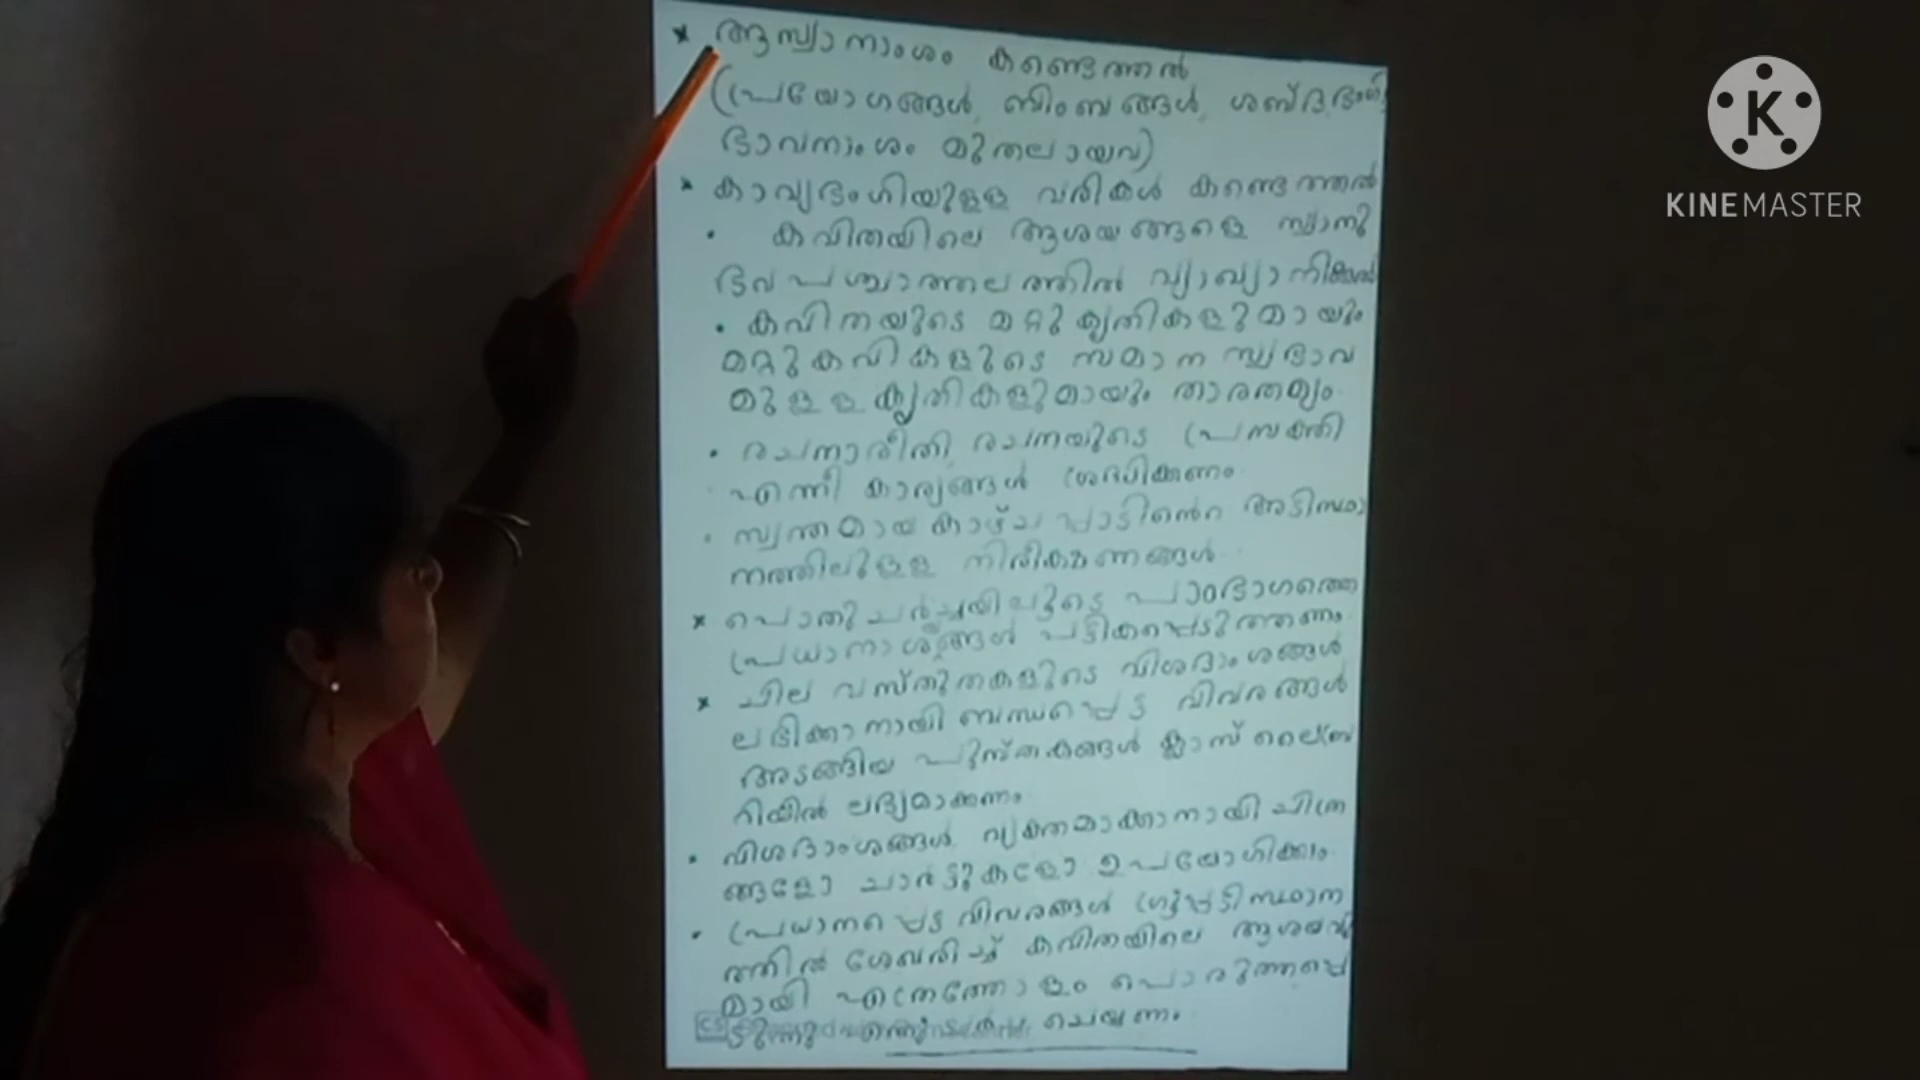 * ആസ്വാദനാംശം കണ്ടെത്തൽ
(പ്രയോഗങ്ങൾ, ബിംബങ്ങൾ, ശബ്ദഭംഗി,
ഭാവനാംശം മുതലായവ)
* കാവ്യഭംഗിയുള്ള വരികൾ കണ്ടെത്തൽ
• കവിതയിലെ ആശയങ്ങളെ സ്വാനു
ഭവ പശ്ചാത്തലത്തിൽ വ്യാഖ്യാനിക്കൽ
• കവിതയുടെ മറ്റു കൃതികളുമായും
മറ്റുകവികളുടെ സമാന സ്വഭാവ
മുള്ള കൃതികളുമായും താരതമ്യം.
• രചനാരീതി, രചനയുടെ പ്രസക്തി
എന്നീ കാര്യങ്ങൾ ശ്രദ്ധിക്കണം.
• സ്വന്തമായ കാഴ്ചപ്പാടിന്റെ അടിസ്ഥാ
നത്തിലുള്ള നിരീക്ഷണങ്ങൾ.
* പൊതുചർച്ചയിലൂടെ പാഠഭാഗത്തെ
പ്രധാനാശയങ്ങൾ പട്ടികപ്പെടുത്തണം.
* ചില വസ്തുതകളുടെ വിശദാംശങ്ങൾ
ലഭിക്കാനായി ബന്ധപ്പെട്ട വിവരങ്ങൾ
അടങ്ങിയ പുസ്തകങ്ങൾ ക്ലാസ് ലൈബ്ര
റിയിൽ ലഭ്യമാക്കണം.
• വിശദാംശങ്ങൾ വ്യക്തമാക്കാനായി ചിത്ര
ങ്ങളോ ചാർട്ടുകളോ ഉപയോഗിക്കാം.
• പ്രധാനപ്പെട്ട വിവരങ്ങൾ ഗ്രൂപ്പടിസ്ഥാന
ത്തിൽ ശേഖരിച്ച് കവിതയിലെ ആശയവു
മായി എത്രത്തോളം പൊരുത്തപ്പെ
ടുന്നു ചെയ്യണം.
KINEMASTER